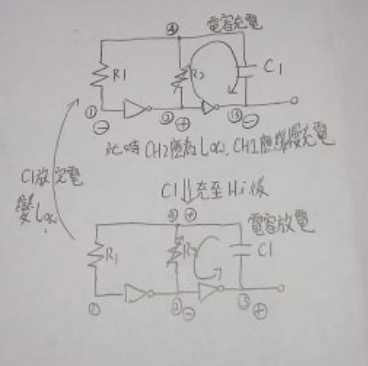 電容充電
④
R1
R2
C1
①
⊖
②
⊕
③
⊖
此時CH2應為Low, CH1應緩慢充電
C1放完電
變Low
C1充至Hi後
④
⊕
電容放電
R1
R2
C1
①
②
⊖
③
⊕